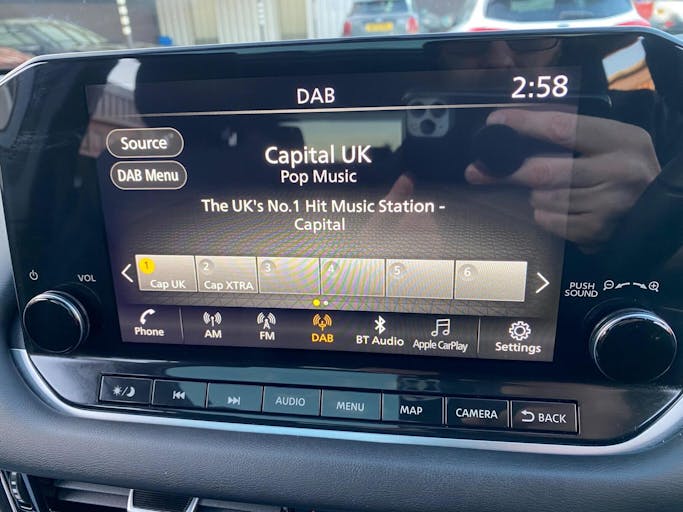 DAB
2:58
Source
Capital UK
Pop Music
DAB Menu
The UK's No.1 Hit Music Station -
Capital
1 2 3 4 5 6
Cap UK Cap XTRA
VOL
PUSH
SOUND
Phone AM FM DAB BT Audio Apple CarPlay Settings
AUDIO MENU MAP CAMERA BACK